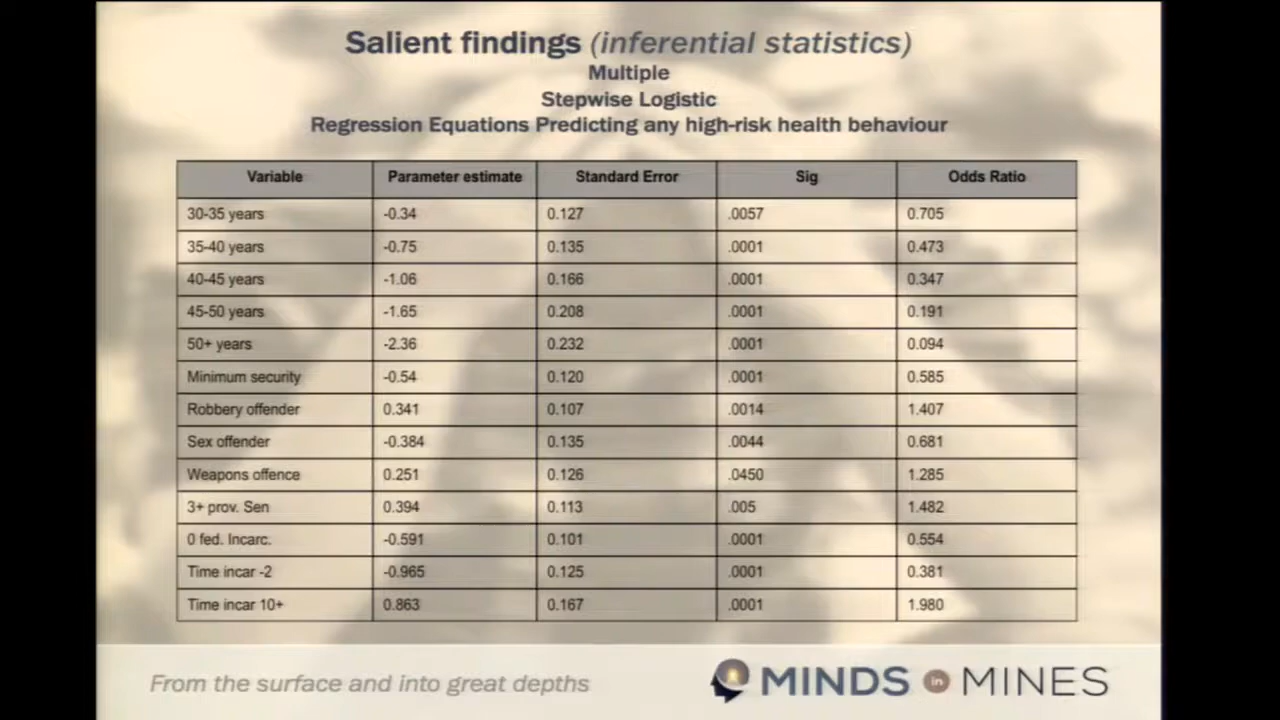 Salient findings (inferential statistics)
Multiple
Stepwise Logistic
Regression Equations Predicting any high-risk health behaviour
Variable Parameter estimate Standard Error Sig Odds Ratio
30-35 years -0.34 0.127 .0057 0.705
35-40 years -0.75 0.135 .0001 0.473
40-45 years -1.06 0.166 .0001 0.347
45-50 years -1.65 0.208 .0001 0.191
50+ years -2.36 0.232 .0001 0.094
Minimum security -0.54 0.120 .0001 0.585
Robbery offender 0.341 0.107 .0014 1.407
Sex offender -0.384 0.135 .0044 0.681
Weapons offence 0.251 0.126 .0450 1.285
3+ prov. Sen 0.394 0.113 .005 1.482
0 fed. Incarc. -0.591 0.101 .0001 0.554
Time incar -2 -0.965 0.125 .0001 0.381
Time incar 10+ 0.863 0.167 .0001 1.980
From the surface and into great depths
MINDS in MINES